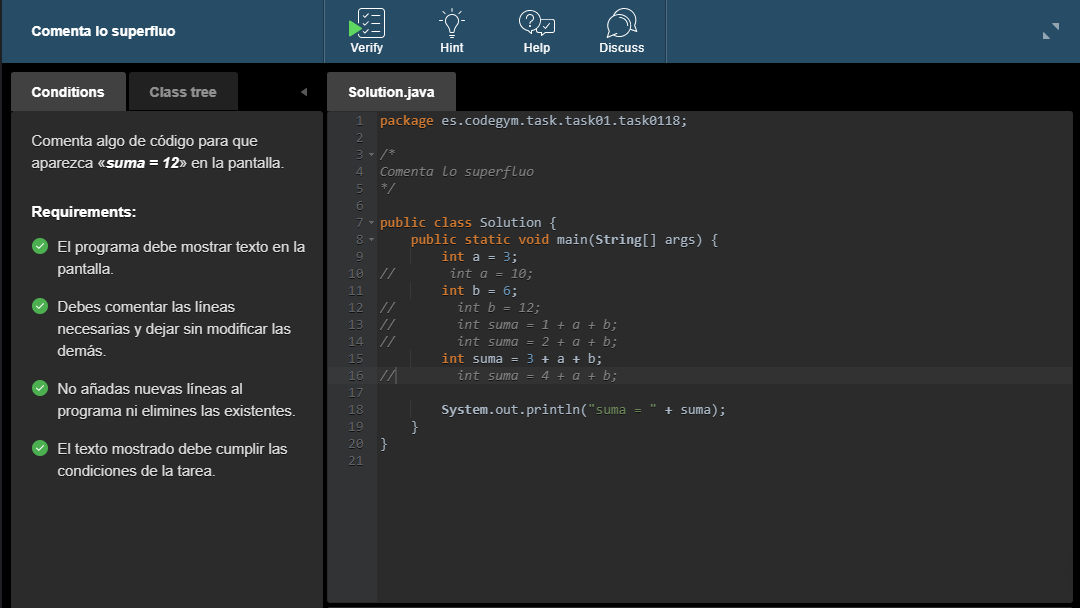 Comenta lo superfluo
Verify
Hint
Help
Discuss
Conditions
Class tree
Comenta algo de código para que
aparezca «suma = 12» en la pantalla.
Requirements:
El programa debe mostrar texto en la
pantalla.
Debes comentar las líneas
necesarias y dejar sin modificar las
demás.
No añadas nuevas líneas al
programa ni elimines las existentes.
El texto mostrado debe cumplir las
condiciones de la tarea.
Solution.java
1 package es.codegym.task.task01.task0118;
2
3 /*
4 Comenta lo superfluo
5 */
6
7 public class Solution {
8     public static void main(String[] args) {
9         int a = 3;
10 //       int a = 10;
11         int b = 6;
12 //        int b = 12;
13 //        int suma = 1 + a + b;
14 //        int suma = 2 + a + b;
15         int suma = 3 + a + b;
16 //        int suma = 4 + a + b;
17
18         System.out.println("suma = " + suma);
19     }
20 }
21